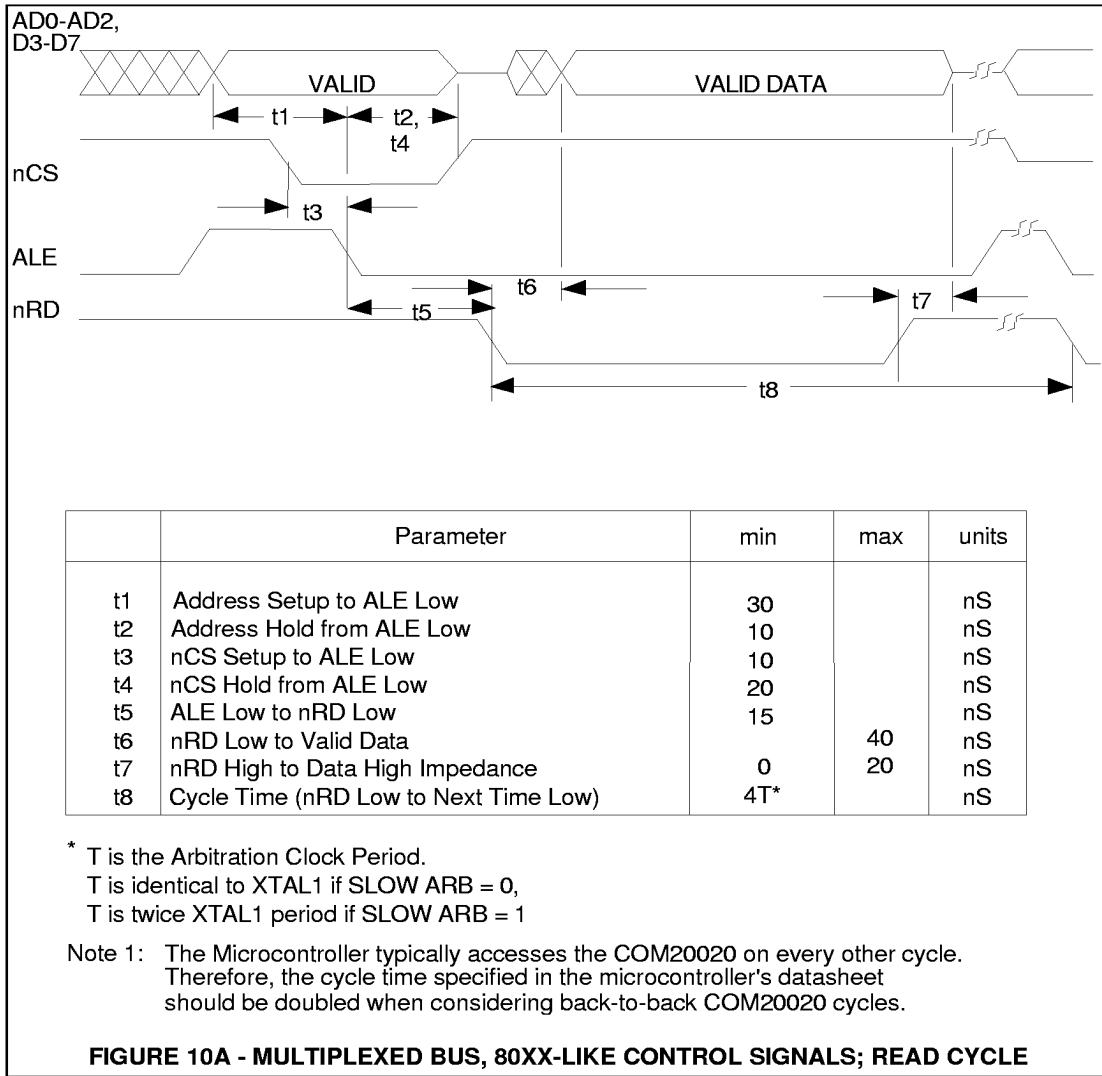 AD0-AD2,
D3-D7
VALID
VALID DATA
t1
t2,
t4
nCS
t3
ALE
t6
t7
nRD
t5
t8
Parameter min max units
t1 Address Setup to ALE Low 30 nS
t2 Address Hold from ALE Low 10 nS
t3 nCS Setup to ALE Low 10 nS
t4 nCS Hold from ALE Low 20 nS
t5 ALE Low to nRD Low 15 nS
t6 nRD Low to Valid Data 40 nS
t7 nRD High to Data High Impedance 0 20 nS
t8 Cycle Time (nRD Low to Next Time Low) 4T* nS
* T is the Arbitration Clock Period.
T is identical to XTAL1 if SLOW ARB = 0,
T is twice XTAL1 period if SLOW ARB = 1
Note 1: The Microcontroller typically accesses the COM20020 on every other cycle.
Therefore, the cycle time specified in the microcontroller's datasheet
should be doubled when considering back-to-back COM20020 cycles.
FIGURE 10A - MULTIPLEXED BUS, 80XX-LIKE CONTROL SIGNALS; READ CYCLE